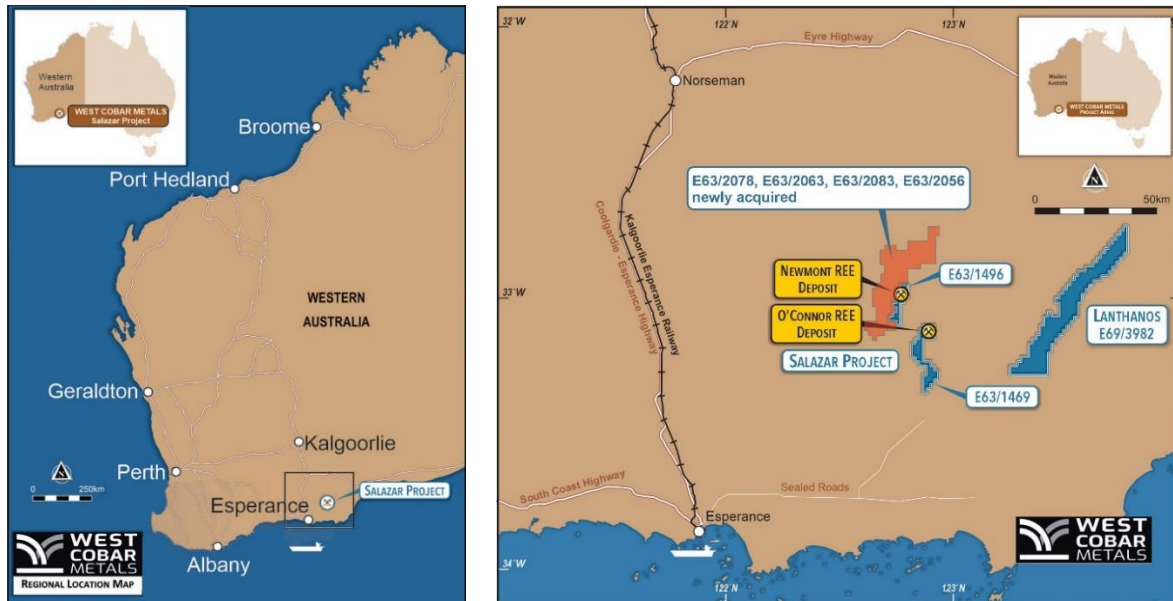 Western
Australia
WEST COBAR METALS
Salazar Project
Broome
Port Hedland
WESTERN
AUSTRALIA
Geraldton
Kalgoorlie
Perth
N
0 250km
Esperance
SALAZAR PROJECT
Albany
WEST
COBAR
METALS
REGIONAL LOCATION MAP
32°W
122°N
123°N
Eyre Highway
Norseman
Western
Australia
WEST COBAR METALS
PROJECT AREAS
N
0 50km
E63/2078, E63/2063, E63/2083, E63/2056
newly acquired
Coolgardie - Esperance Highway
Kalgoorlie Esperance Railway
NEWMONT REE
DEPOSIT
E63/1496
33°W
O'CONNOR REE
DEPOSIT
LANTHANOS
E69/3982
SALAZAR PROJECT
E63/1469
South Coast Highway
Sealed Roads
Esperance
WEST
COBAR
METALS
34°W
122°N
123°N